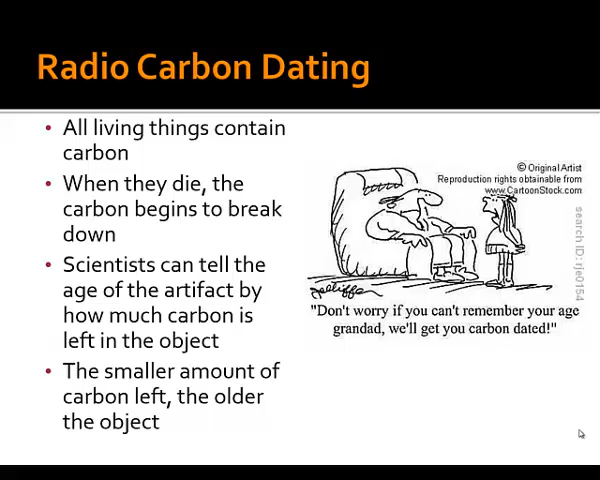 Radio Carbon Dating
• All living things contain
carbon
• When they die, the
carbon begins to break
down
• Scientists can tell the
age of the artifact by
how much carbon is
left in the object
• The smaller amount of
carbon left, the older
the object
© Original Artist
Reproduction rights obtainable from
www.CartoonStock.com
search ID: rje0154
"Don't worry if you can't remember your age
grandad, we'll get you carbon dated!"